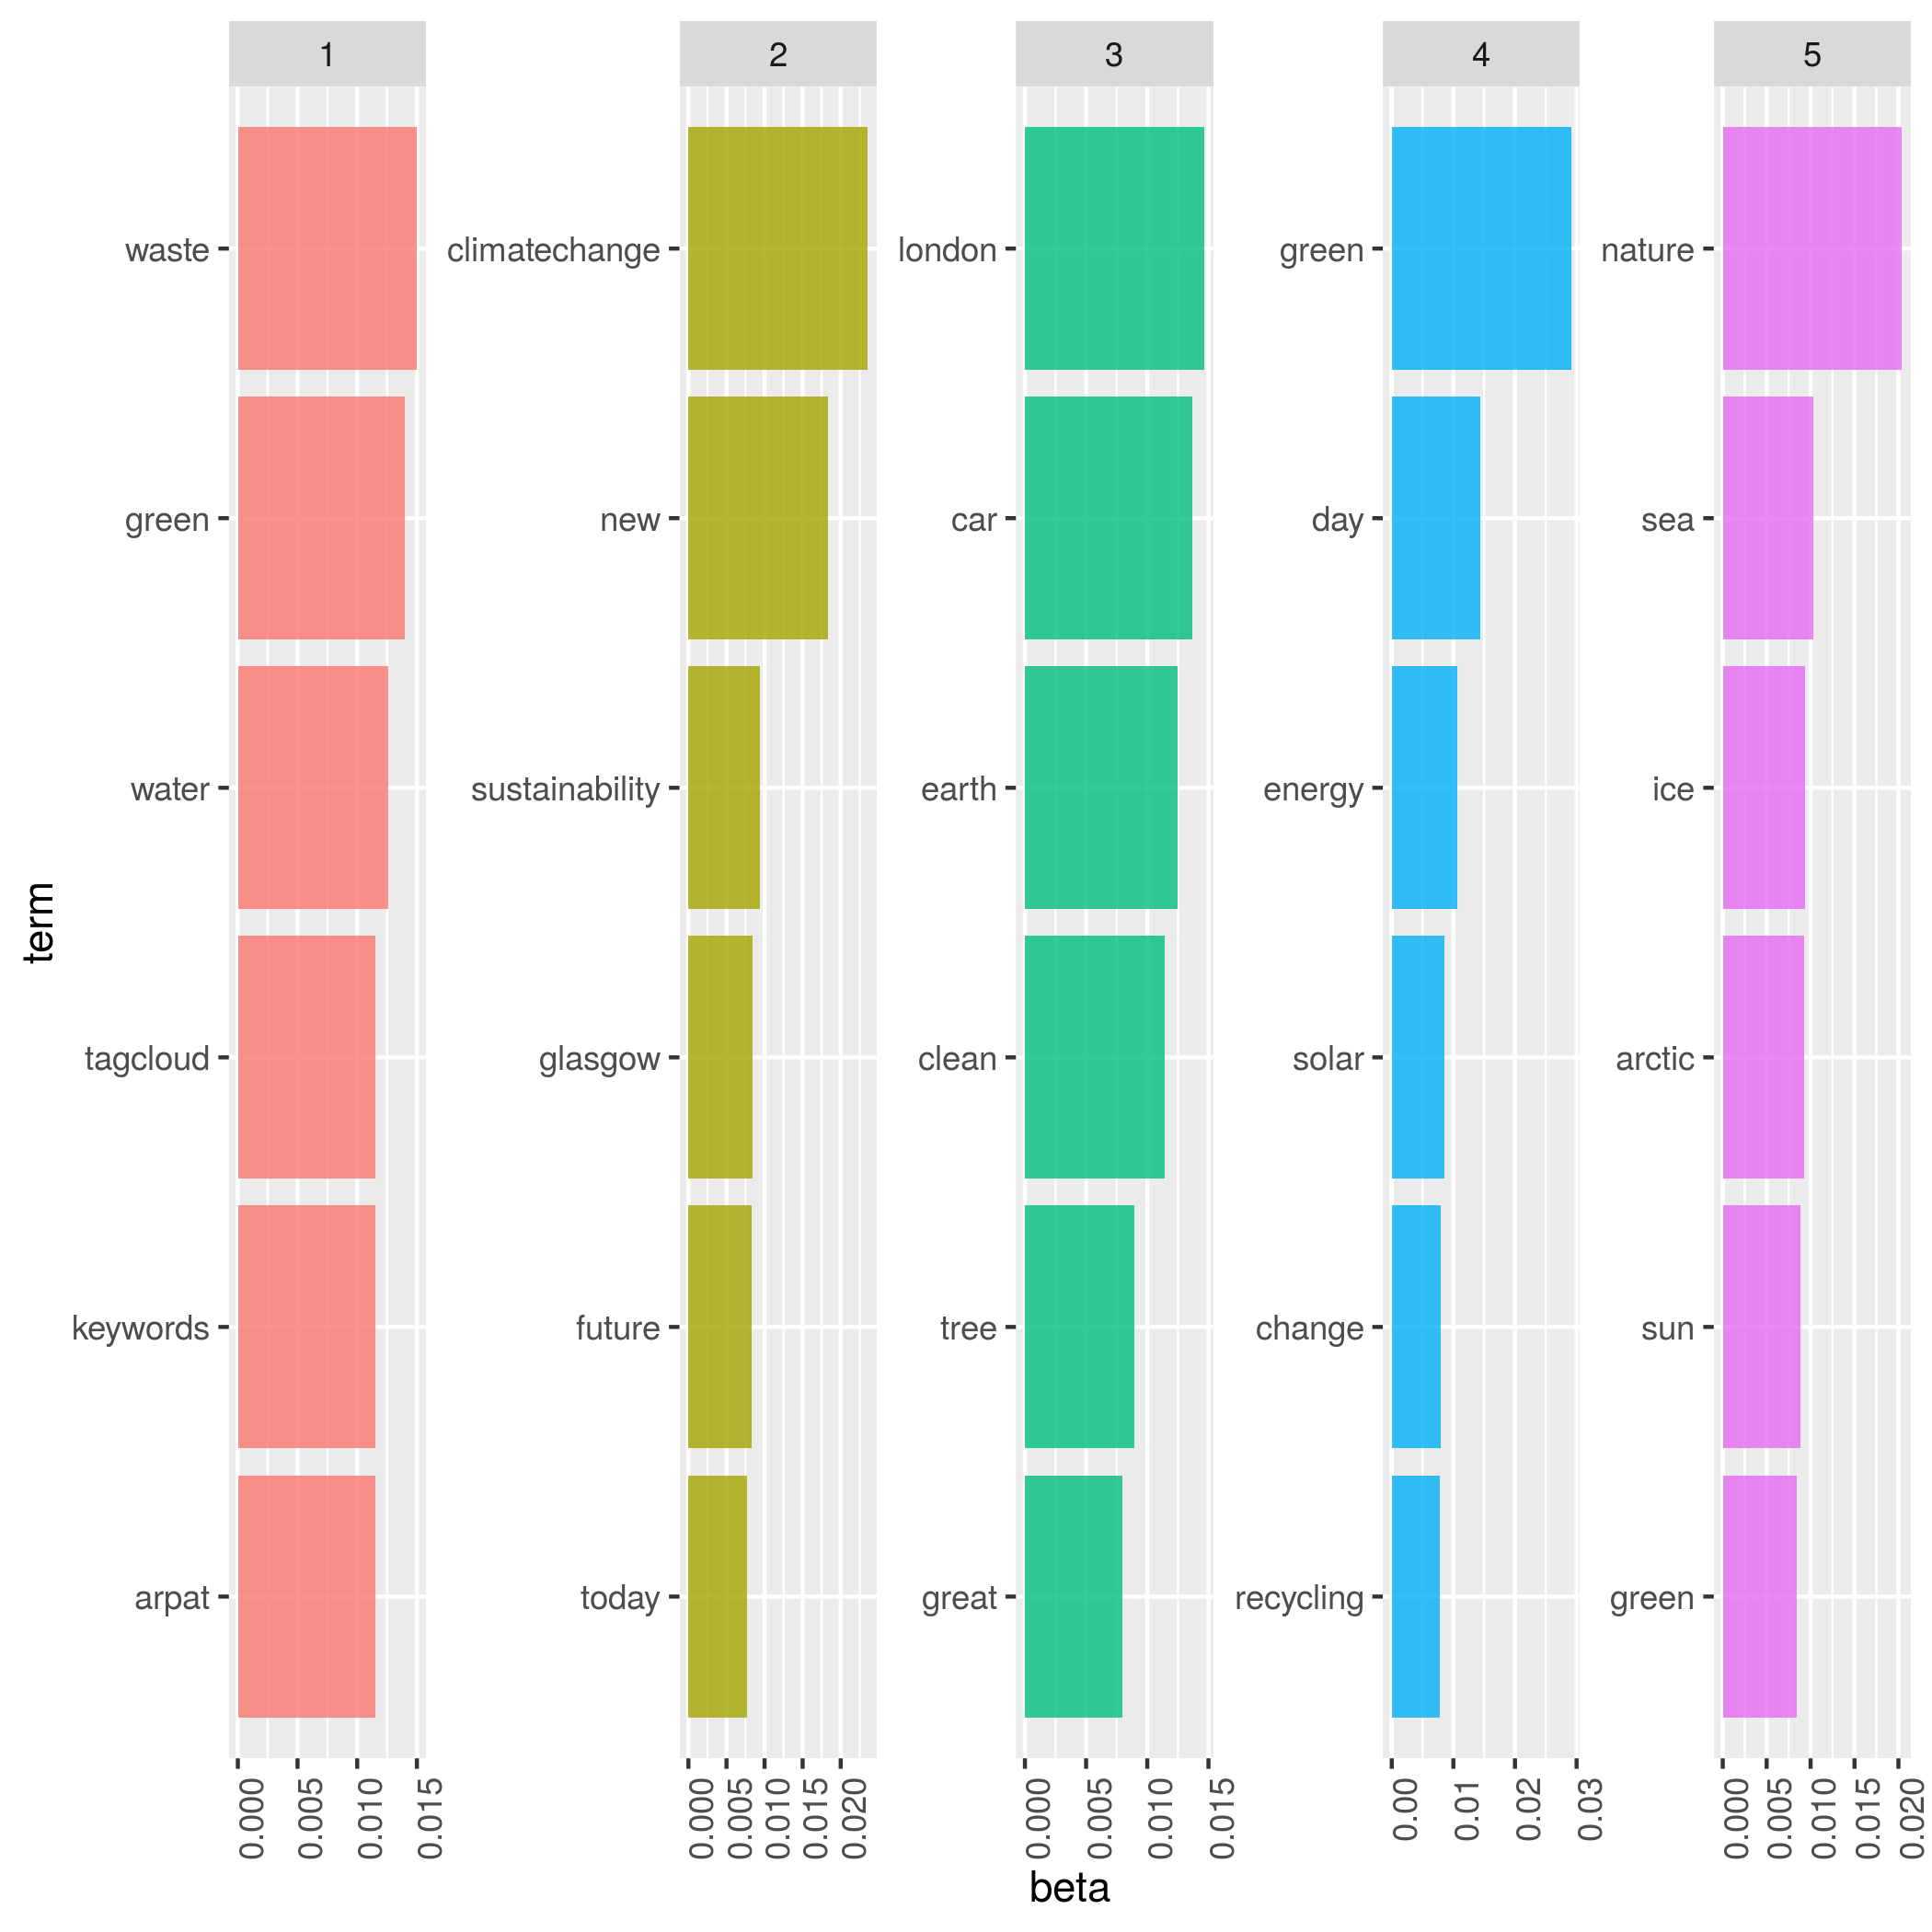 1 2 3 4 5
waste climatechange london green nature
green new car day sea
water sustainability earth energy ice
tagcloud glasgow clean solar arctic
keywords future tree change sun
arpat today great recycling green
term
0.000 0.005 0.010 0.015 0.000 0.005 0.010 0.015 0.020 0.000 0.005 0.010 0.015 0.00 0.01 0.02 0.03 0.000 0.005 0.010 0.015 0.020
beta